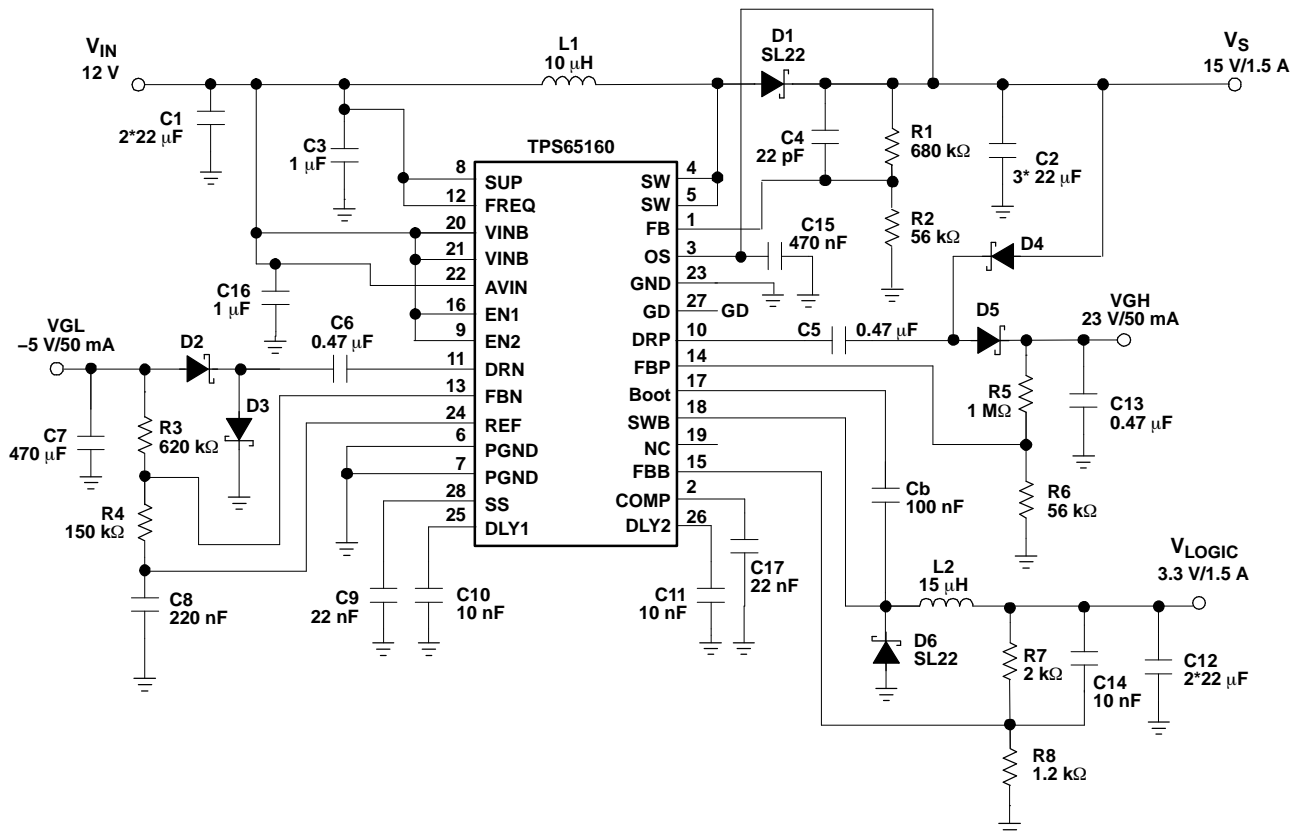 V_IN
12 V
L1
10 µH
D1
SL22
V_S
15 V/1.5 A
C1
2*22 µF
C3
1 µF
C4
22 pF
R1
680 kΩ
C2
3* 22 µF
TPS65160
8
SUP
12
FREQ
20
VINB
21
VINB
22
AVIN
16
EN1
9
EN2
11
DRN
13
FBN
24
REF
6
PGND
7
PGND
28
SS
25
DLY1
4
SW
5
SW
1
FB
3
OS
23
GND
27
GD
GD
10
DRP
14
FBP
17
Boot
18
SWB
19
NC
15
FBB
2
COMP
26
DLY2
C15
470 nF
R2
56 kΩ
D4
C16
1 µF
VGL
–5 V/50 mA
D2
C6
0.47 µF
D3
C7
470 µF
R3
620 kΩ
R4
150 kΩ
C8
220 nF
C9
22 nF
C10
10 nF
C5
0.47 µF
D5
VGH
23 V/50 mA
R5
1 MΩ
C13
0.47 µF
R6
56 kΩ
Cb
100 nF
C17
22 nF
C11
10 nF
L2
15 µH
V_LOGIC
3.3 V/1.5 A
D6
SL22
R7
2 kΩ
C14
10 nF
C12
2*22 µF
R8
1.2 kΩ